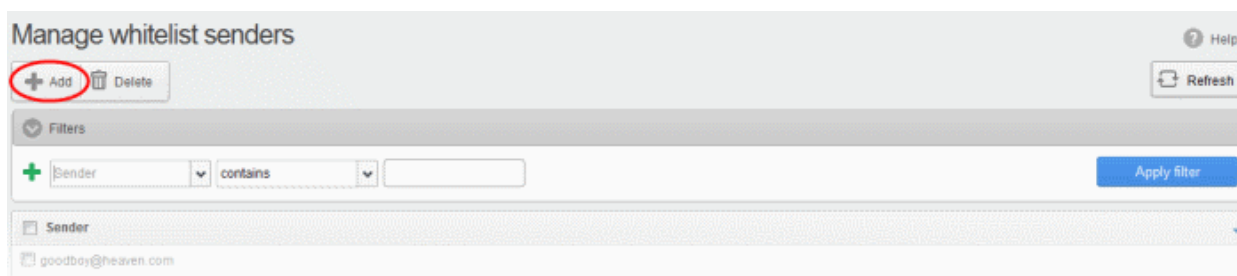 Manage whitelist senders
Help
Add Delete
Refresh
Filters
Sender contains
Apply filter
Sender
goodboy@heaven.com